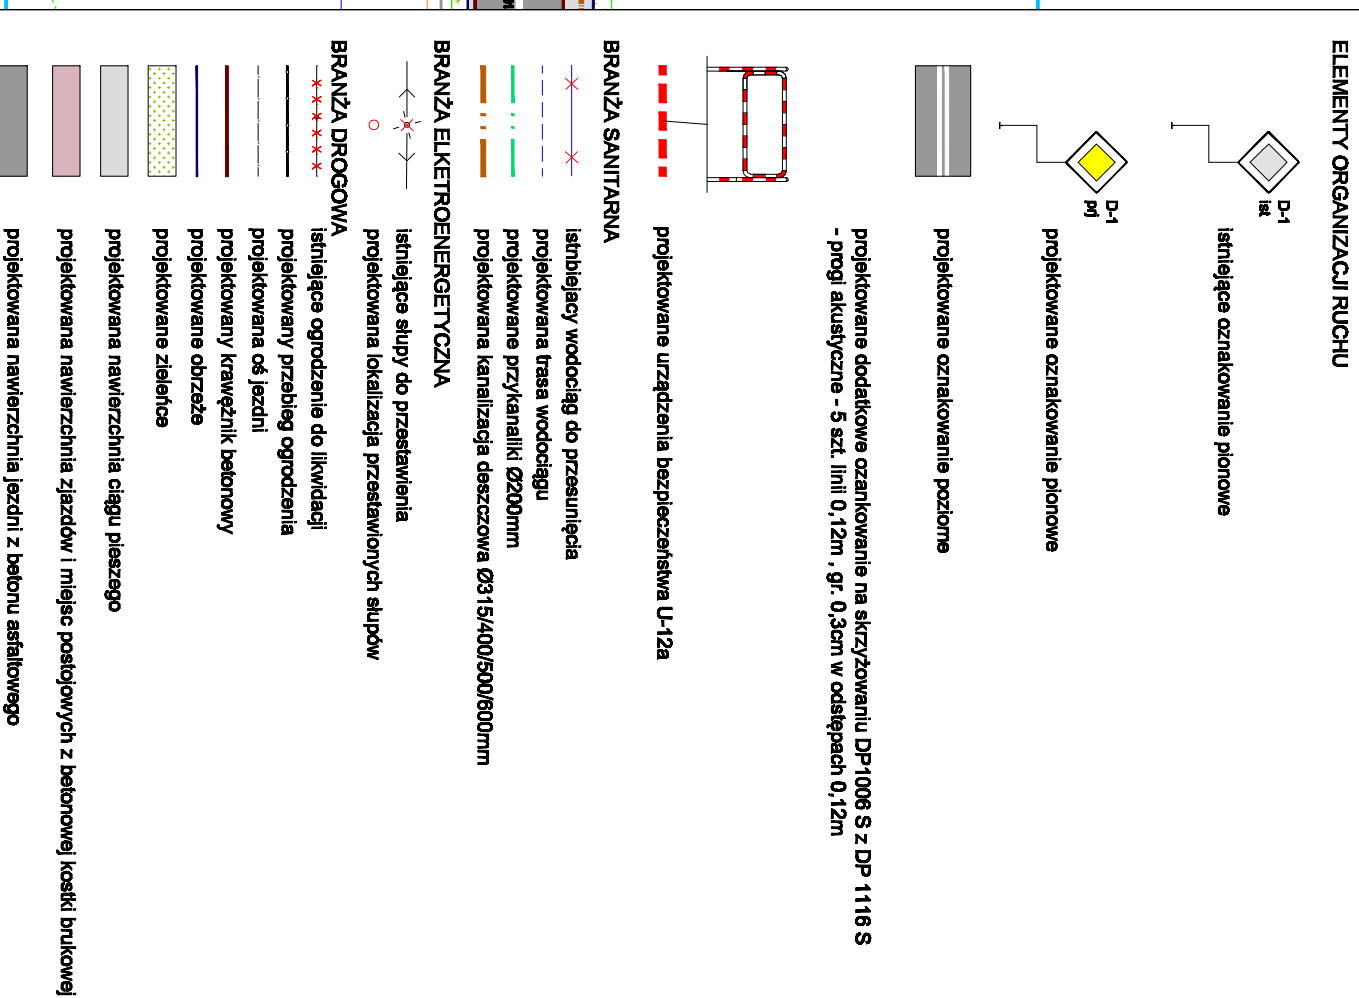 ELEMENTY ORGANIZACJI RUCHU
D-1
ist
istniejące oznakowanie pionowe
D-1
prj
projektowane oznakowanie pionowe
projektowane oznakowanie poziome
projektowane dodatkowe ozankowanie na skrzyżowaniu DP1006 S z DP 1116 S
- progi akustyczne - 5 szt. linii 0,12m , gr. 0,3cm w odstępach 0,12m
projektowane urządzenia bezpieczeństwa U-12a
BRANŻA SANITARNA
istnbiejacy wodociąg do przesunięcia
projektowana trasa wodociągu
projektowane przykanaliki Ø200mm
projektowana kanalizacja deszczowa Ø315/400/500/600mm
BRANŻA ELKETROENERGETYCZNA
istniejące słupy do przestawienia
projektowana lokalizacja przestawionych słupów
BRANŻA DROGOWA
istniejące ogrodzenie do likwidacji
projektowany przebieg ogrodzenia
projektowana oś jezdni
projektowany krawężnik betonowy
projektowane obrzeże
projektowane zieleńce
projektowana nawierzchnia ciągu pieszego
projektowana nawierzchnia zjazdów i miejsc postojowych z betonowej kostki brukowej
projektowana nawierzchnia jezdni z betonu asfaltowego